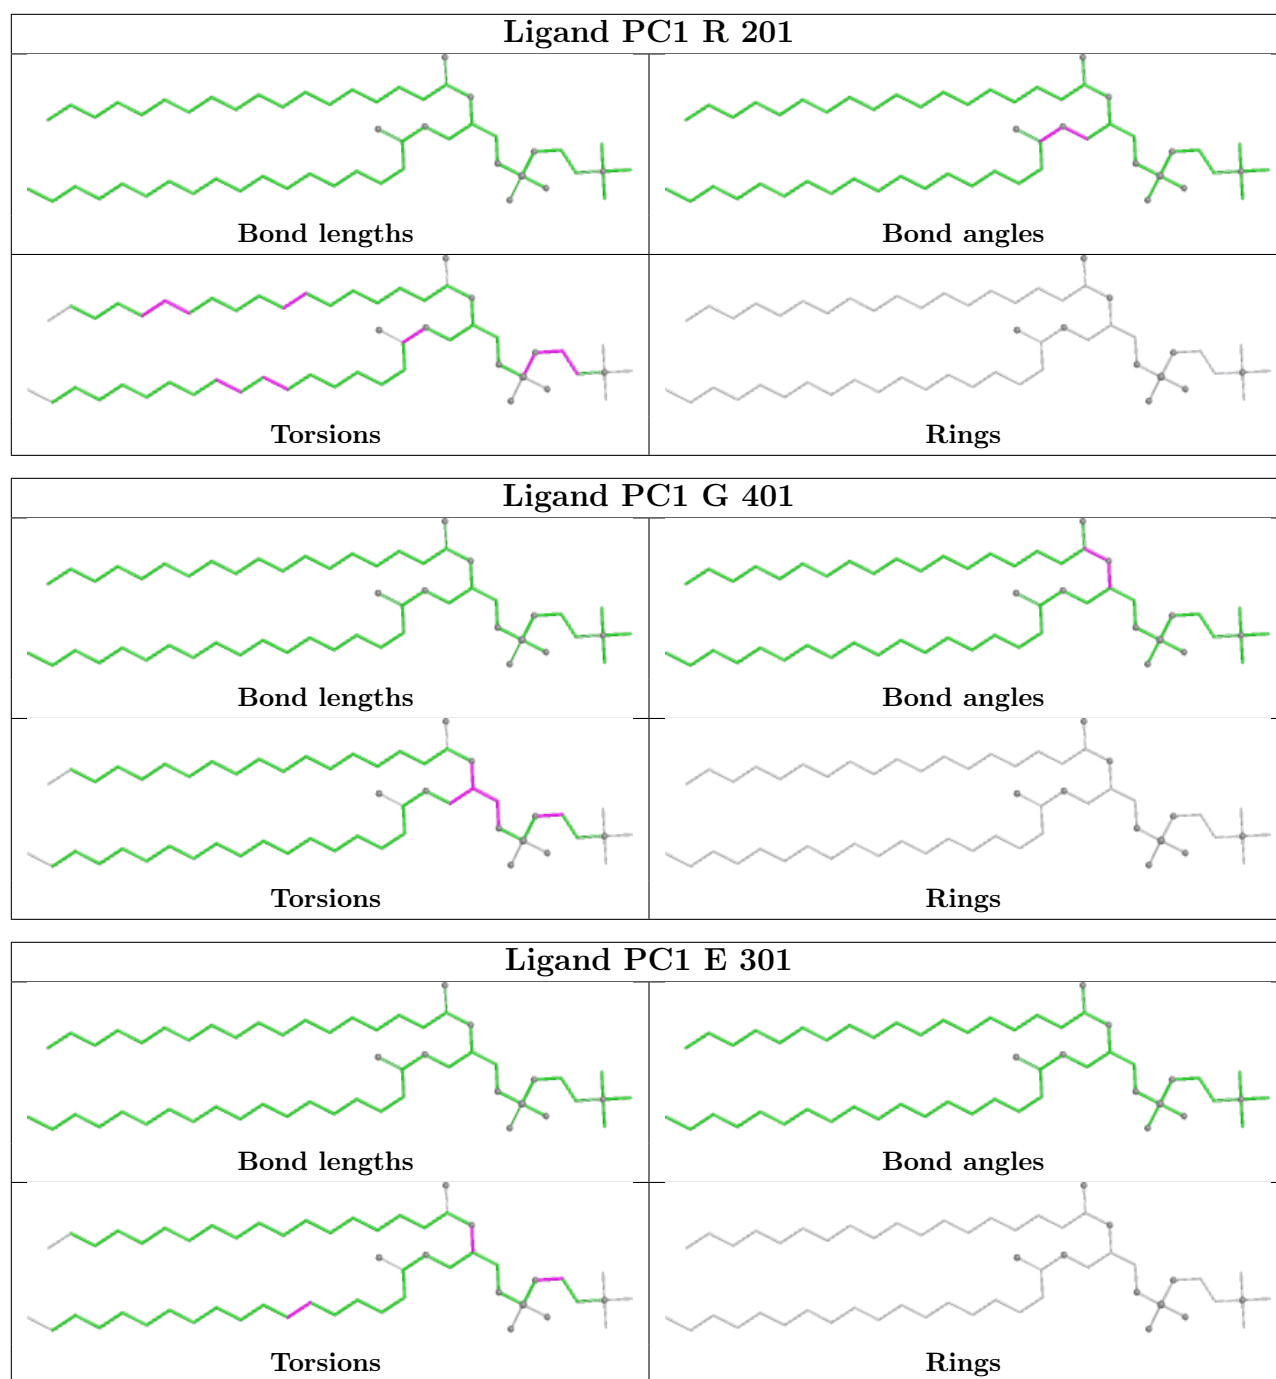 Ligand PC1 R 201
Bond lengths
Bond angles
Torsions
Rings
Ligand PC1 G 401
Bond lengths
Bond angles
Torsions
Rings
Ligand PC1 E 301
Bond lengths
Bond angles
Torsions
Rings